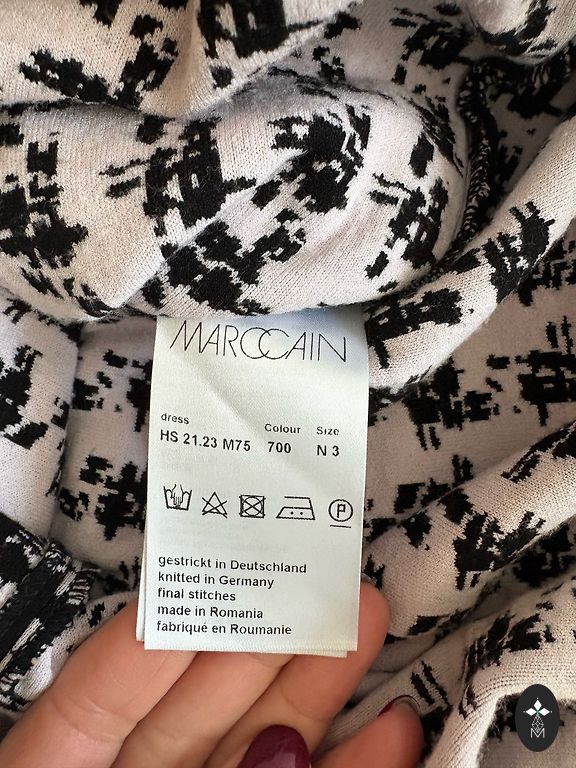 MARCCAIN
dress
Colour
Size
HS 21.23 M75
700
N 3
P
gestrickt in Deutschland
knitted in Germany
final stitches
made in Romania
fabriqué en Roumanie
M